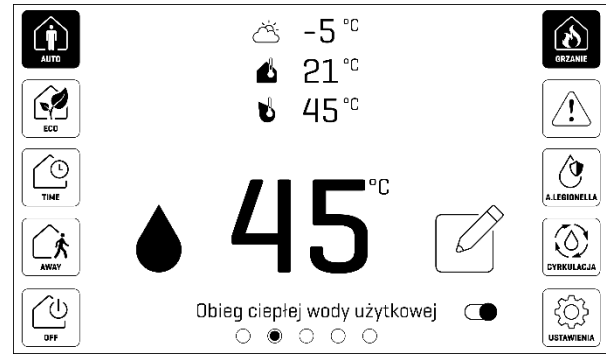 AUTO
ECO
TIME
AWAY
OFF
-5 °C
21 °C
45 °C
45 °C
Obieg ciepłej wody użytkowej
GRZANIE
!
A.LEGIONELLA
CYRKULACJA
USTAWIENIA